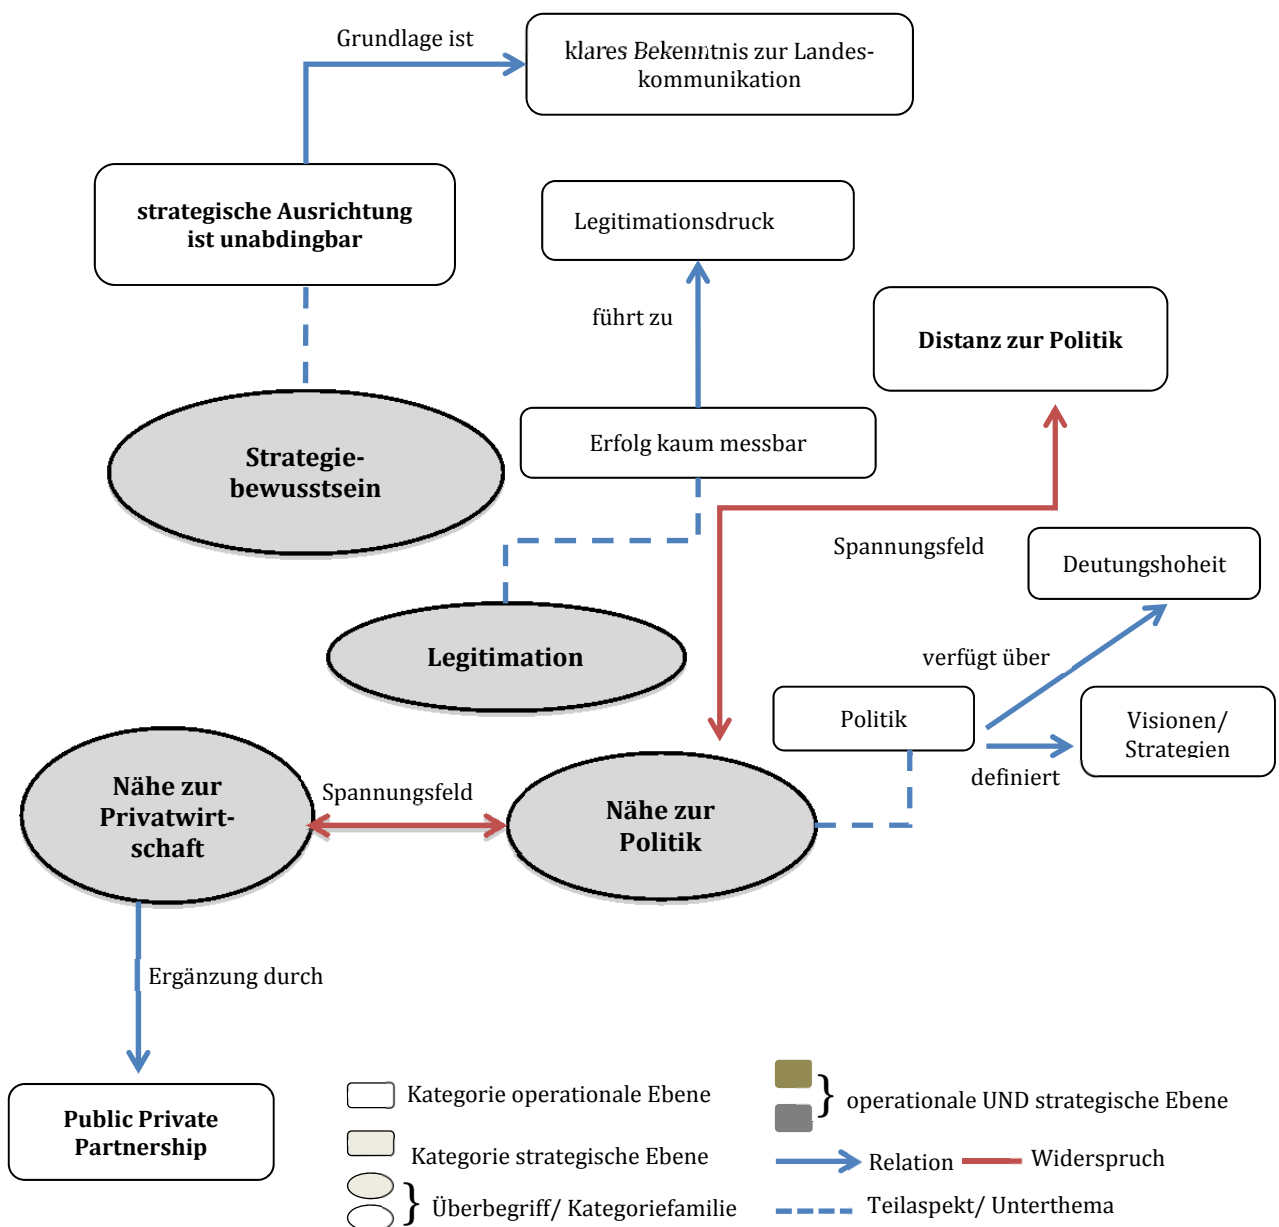 Grundlage ist
klares Bekenntnis zur Landes-
kommunikation
strategische Ausrichtung
ist unabdingbar
Legitimationsdruck
führt zu
Distanz zur Politik
Erfolg kaum messbar
Strategie-
bewusstsein
Spannungsfeld
Deutungshoheit
Legitimation
verfügt über
Politik
Visionen/
Strategien
definiert
Nähe zur
Privatwirt-
schaft
Spannungsfeld
Nähe zur
Politik
Ergänzung durch
Public Private
Partnership
Kategorie operationale Ebene
Kategorie strategische Ebene
} Überbegriff/ Kategoriefamilie
} operationale UND strategische Ebene
Relation
Widerspruch
Teilaspekt/ Unterthema